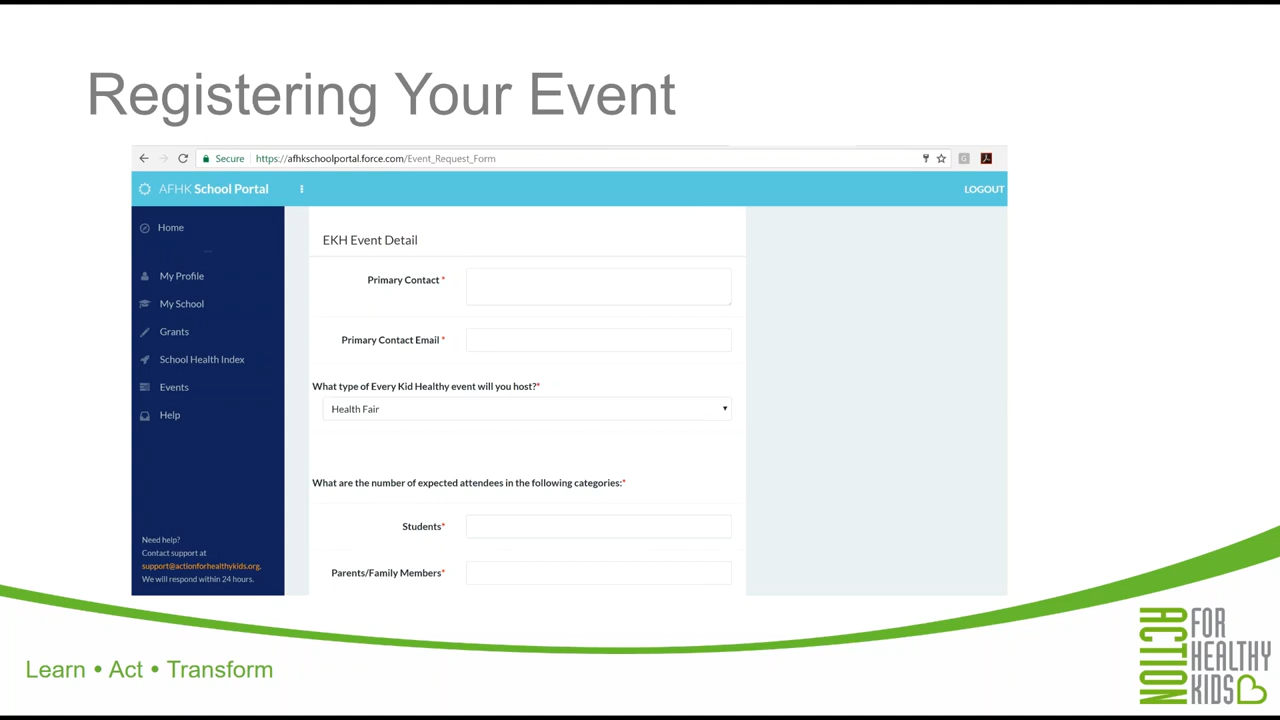 Registering Your Event
Secure https://afhkschoolportal.force.com/Event_Request_Form
AFHK School Portal
LOGOUT
Home
My Profile
My School
Grants
School Health Index
Events
Help
Need help?
Contact support at
support@actionforhealthykids.org.
We will respond within 24 hours.
EKH Event Detail
Primary Contact *
Primary Contact Email *
What type of Every Kid Healthy event will you host?*
Health Fair
What are the number of expected attendees in the following categories:*
Students*
Parents/Family Members*
Learn • Act • Transform
ACTION
FOR
HEALTHY
KIDS